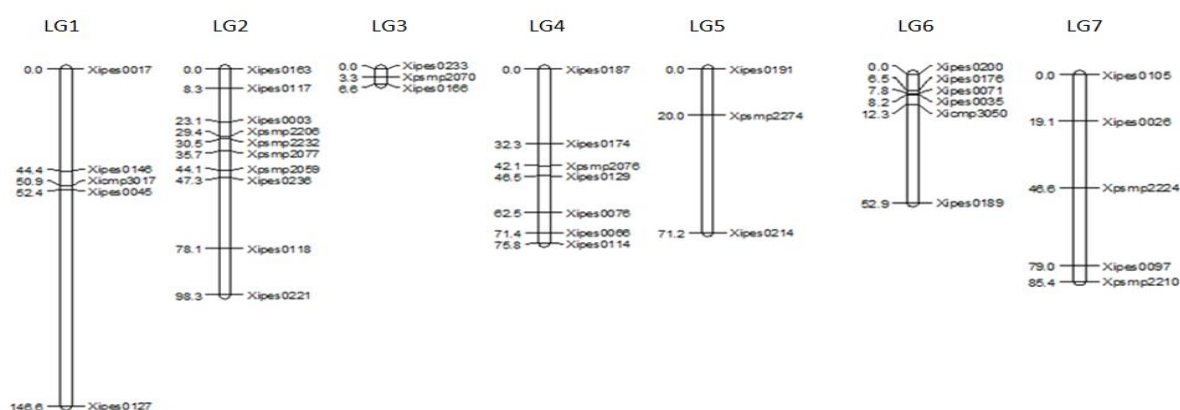 LG1
0.0 Xipes0017
44.4 Xipes0146
50.9 Xicmp3017
52.4 Xipes0045
146.6 Xipes0127
LG2
0.0 Xipes0163
8.3 Xipes0117
23.1 Xipes0003
29.4 Xpsmp2206
30.5 Xpsmp2232
35.7 Xpsmp2077
44.1 Xpsmp2059
47.3 Xipes0236
78.1 Xipes0118
98.3 Xipes0221
LG3
0.0 Xipes0233
3.3 Xpsmp2070
6.6 Xipes0166
LG4
0.0 Xipes0187
32.3 Xipes0174
42.1 Xpsmp2076
46.5 Xipes0129
62.5 Xipes0076
71.4 Xipes0066
75.8 Xipes0114
LG5
0.0 Xipes0191
20.0 Xpsmp2274
71.2 Xipes0214
LG6
0.0 Xipes0200
6.5 Xipes0176
7.8 Xipes0071
8.2 Xipes0035
12.3 Xicmp3050
52.9 Xipes0189
LG7
0.0 Xipes0105
19.1 Xipes0026
46.6 Xpsmp2224
79.0 Xipes0097
85.4 Xpsmp2210